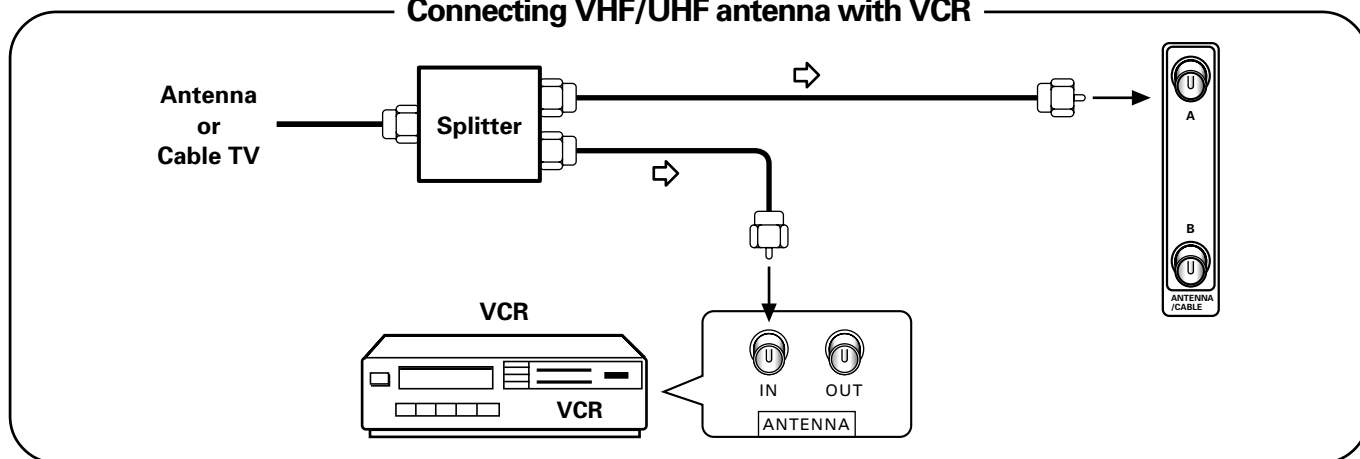 Connecting VHF/UHF antenna with VCR
Antenna
or
Cable TV
Splitter
A
B
ANTENNA
/CABLE
VCR
VCR
IN OUT
ANTENNA